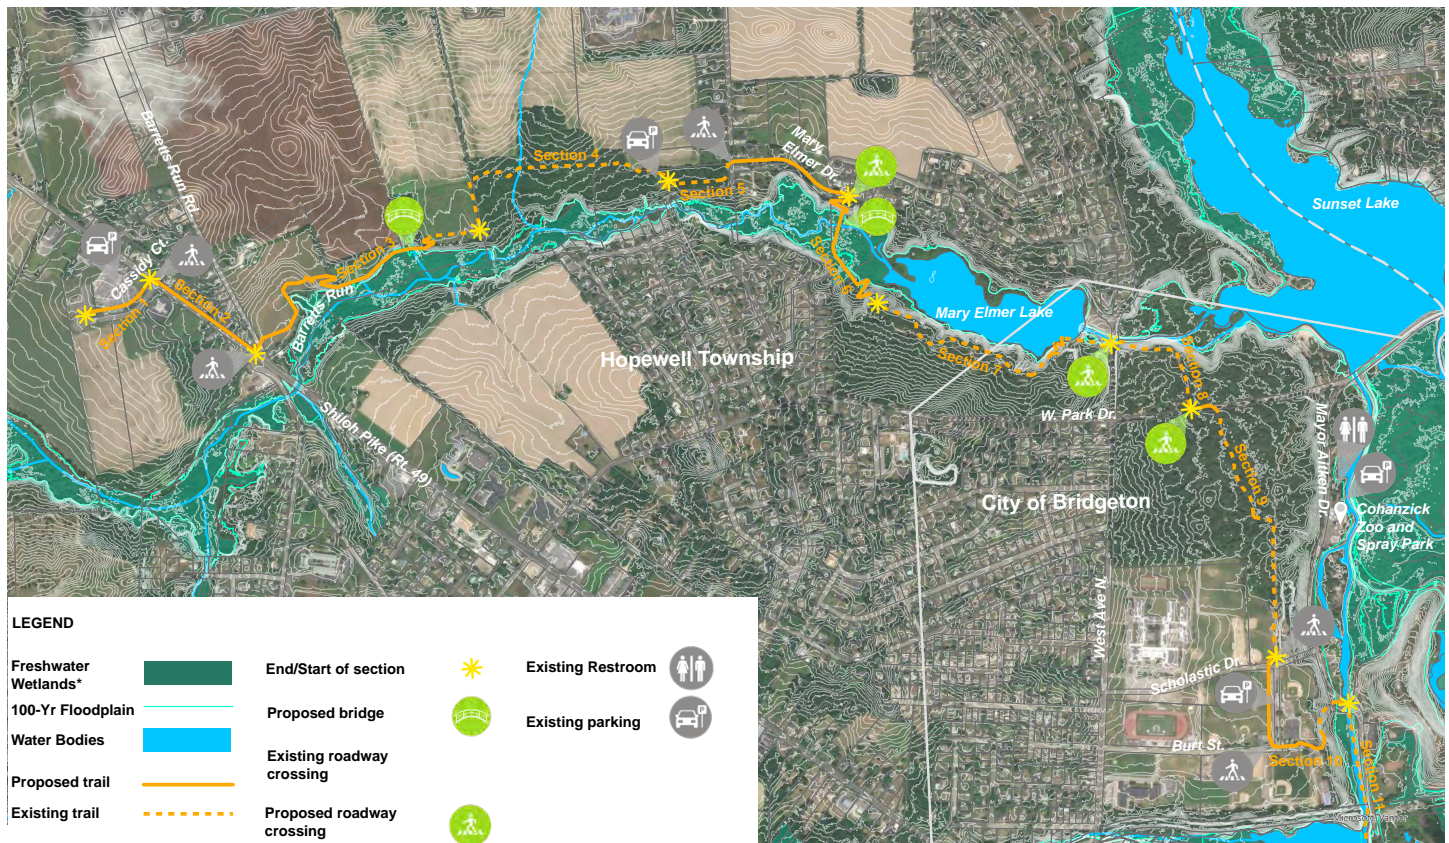 Barretts Run Rd.
Section 4
Mary
Elmer Dr.
Section 5
Sunset Lake
Cassidy Ct.
Section 1
Section 2
Section 3
Barretts Run
Section 6
Mary Elmer Lake
Hopewell Township
Section 7
Section 8
W. Park Dr.
Shiloh Pike (Rt. 49)
Mayor Aitken Dr.
Section 9
City of Bridgeton
Cohanzick
Zoo and
Spray Park
West Ave N.
Scholastic Dr.
Burt St.
Section 10
Section 11
LEGEND
Freshwater
Wetlands*
100-Yr Floodplain
Water Bodies
Proposed trail
Existing trail
End/Start of section
Proposed bridge
Existing roadway
crossing
Proposed roadway
crossing
Existing Restroom
Existing parking
P
P
P
P
P